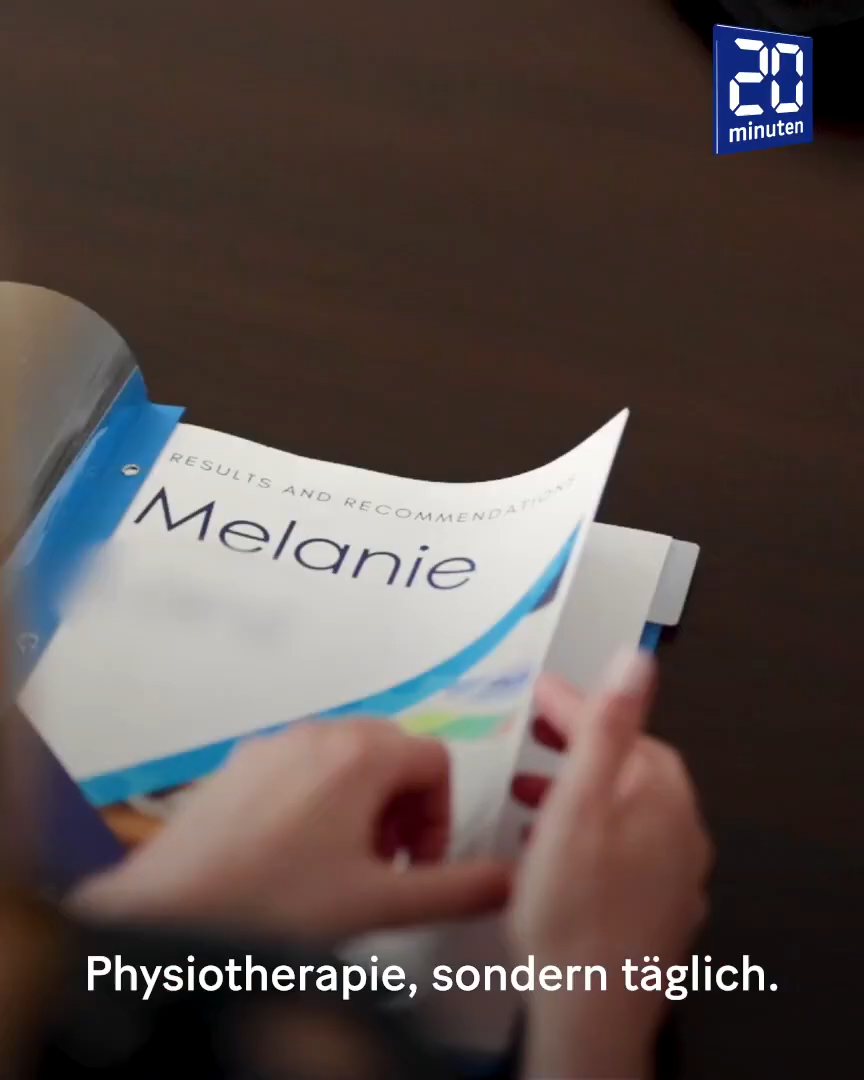 20
minuten
RESULTS AND RECOMMENDATIONS
Melanie
Physiotherapie, sondern täglich.